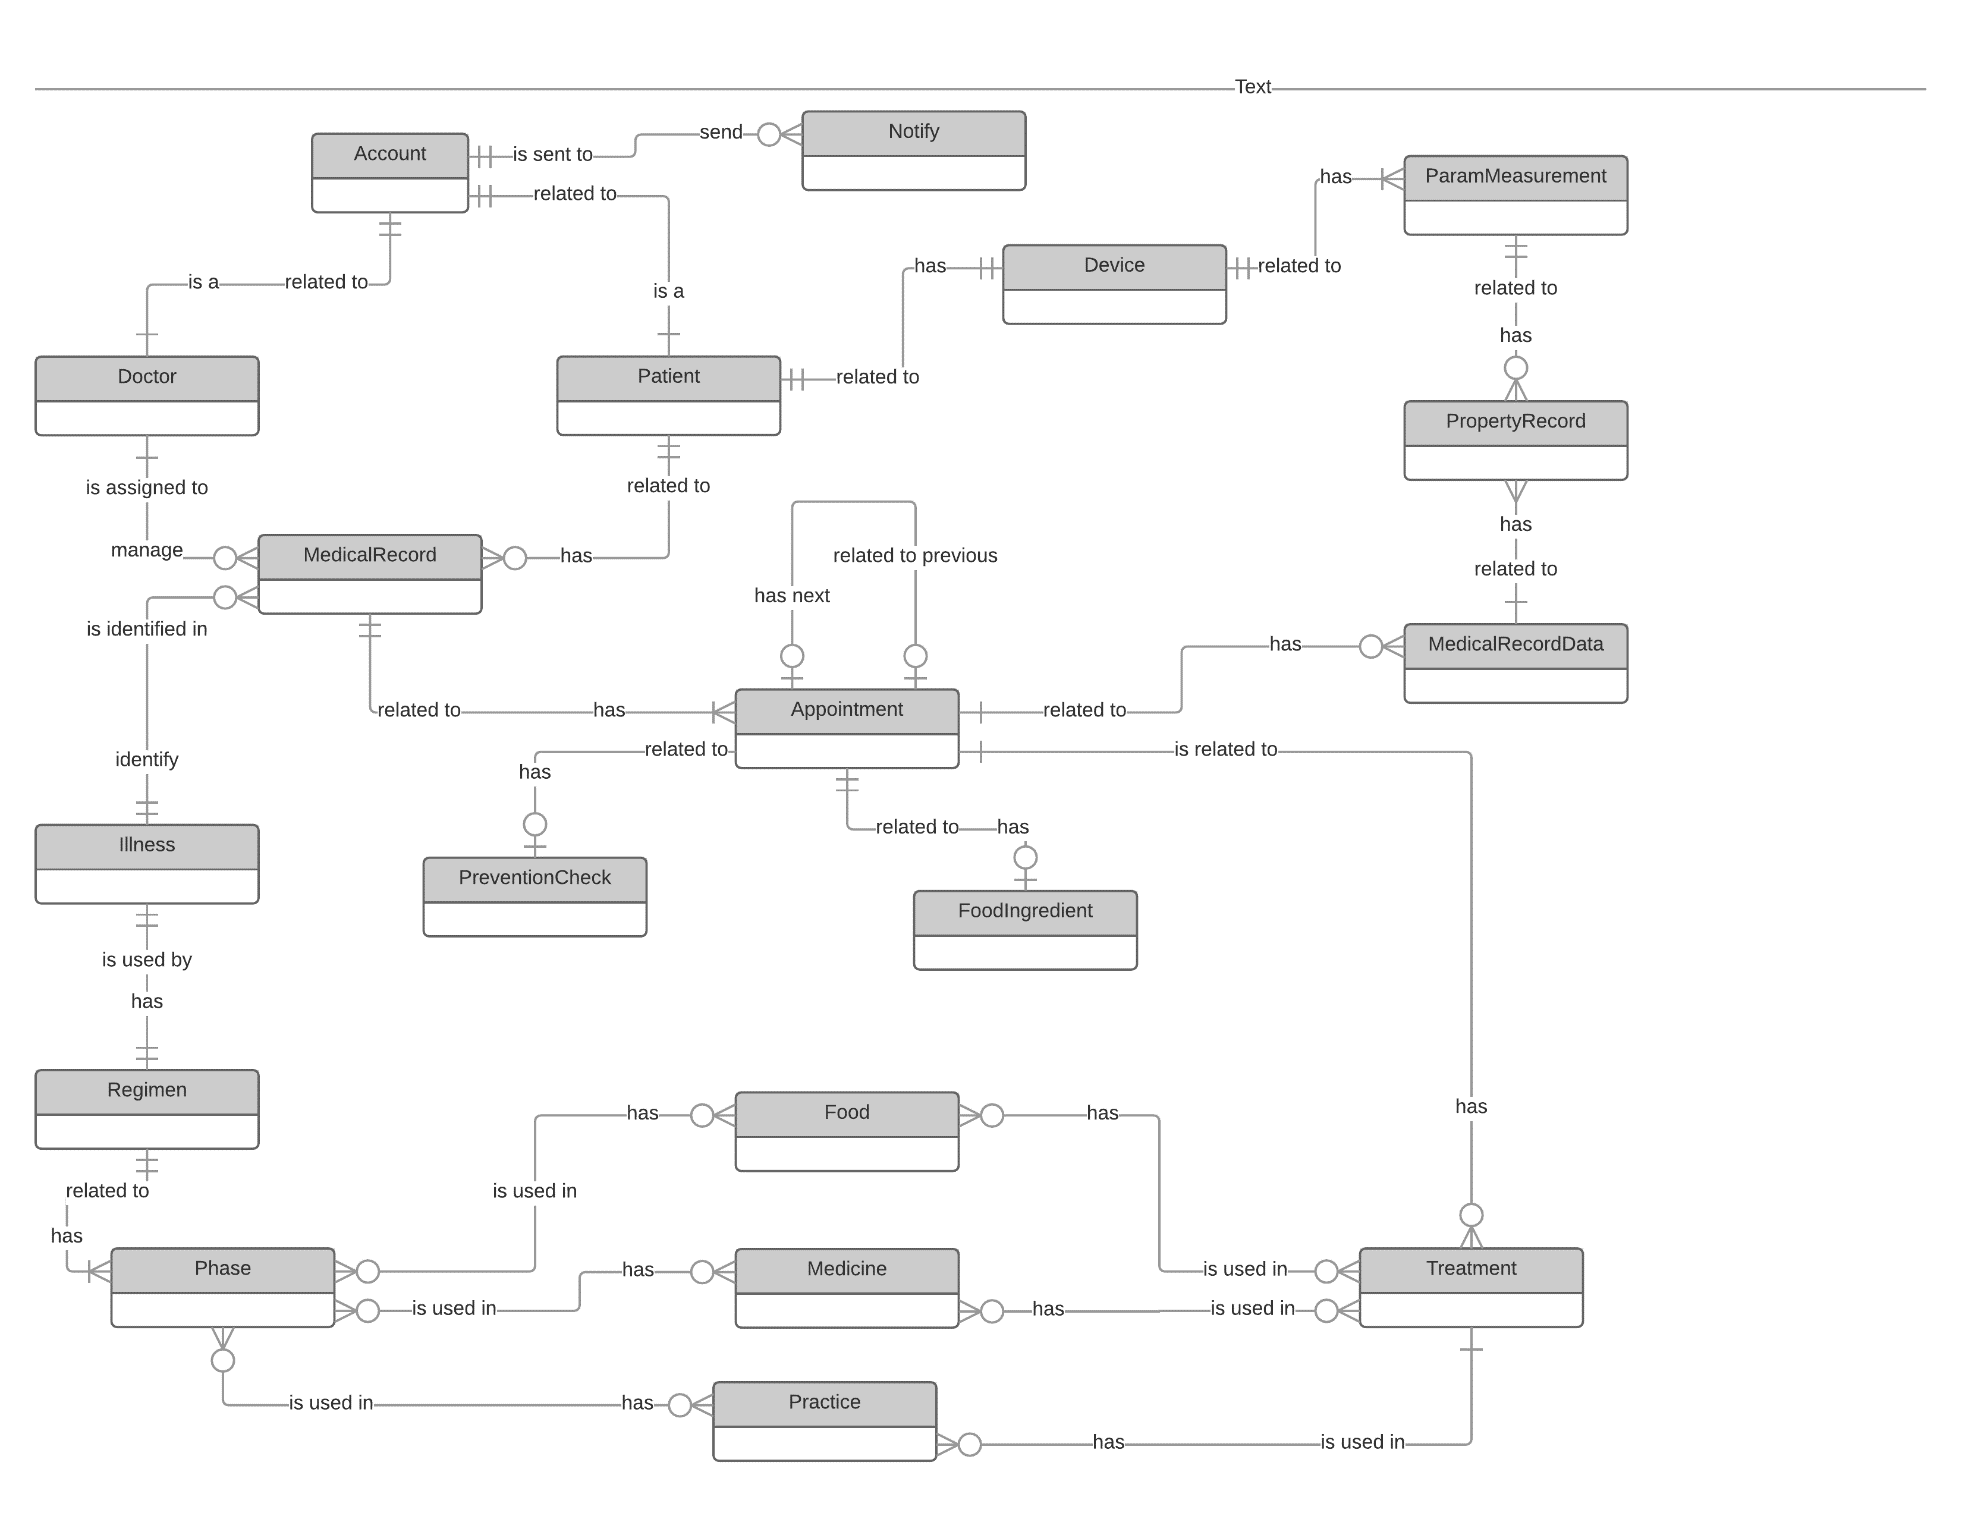 Text
Account
is sent to
send
Notify
related to
has
ParamMeasurement
is a
related to
is a
has
Device
related to
related to
has
Doctor
Patient
related to
PropertyRecord
is assigned to
related to
has
manage
MedicalRecord
has
related to previous
related to
has next
is identified in
has
MedicalRecordData
related to
has
Appointment
related to
related to
is related to
identify
has
related to
has
Illness
PreventionCheck
FoodIngredient
is used by
has
Regimen
has
Food
has
has
related to
is used in
has
Phase
has
Medicine
is used in
Treatment
is used in
has
is used in
is used in
has
Practice
has
is used in